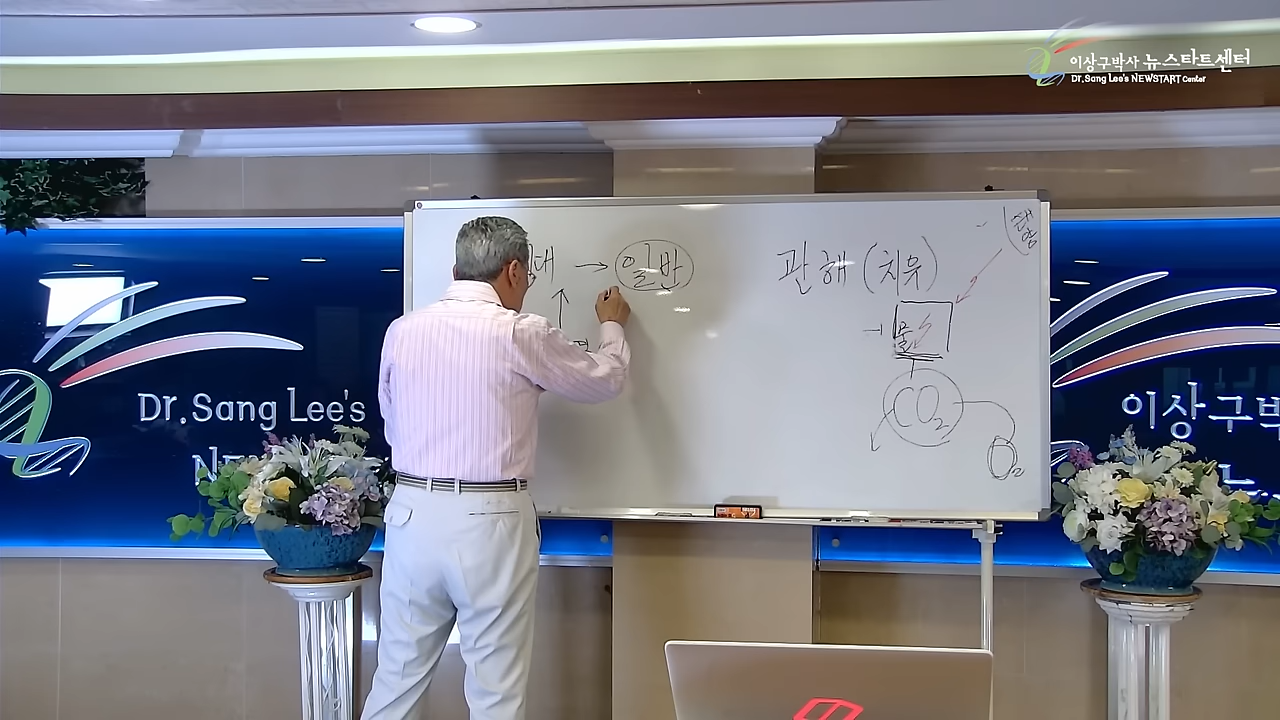 이상구박사 뉴스타트센터
Dr.Sang Lee's NEWSTART Center
→ 일반
관해 (치유)
물
CO₂
O₂
Dr.Sang Lee's
이상구박